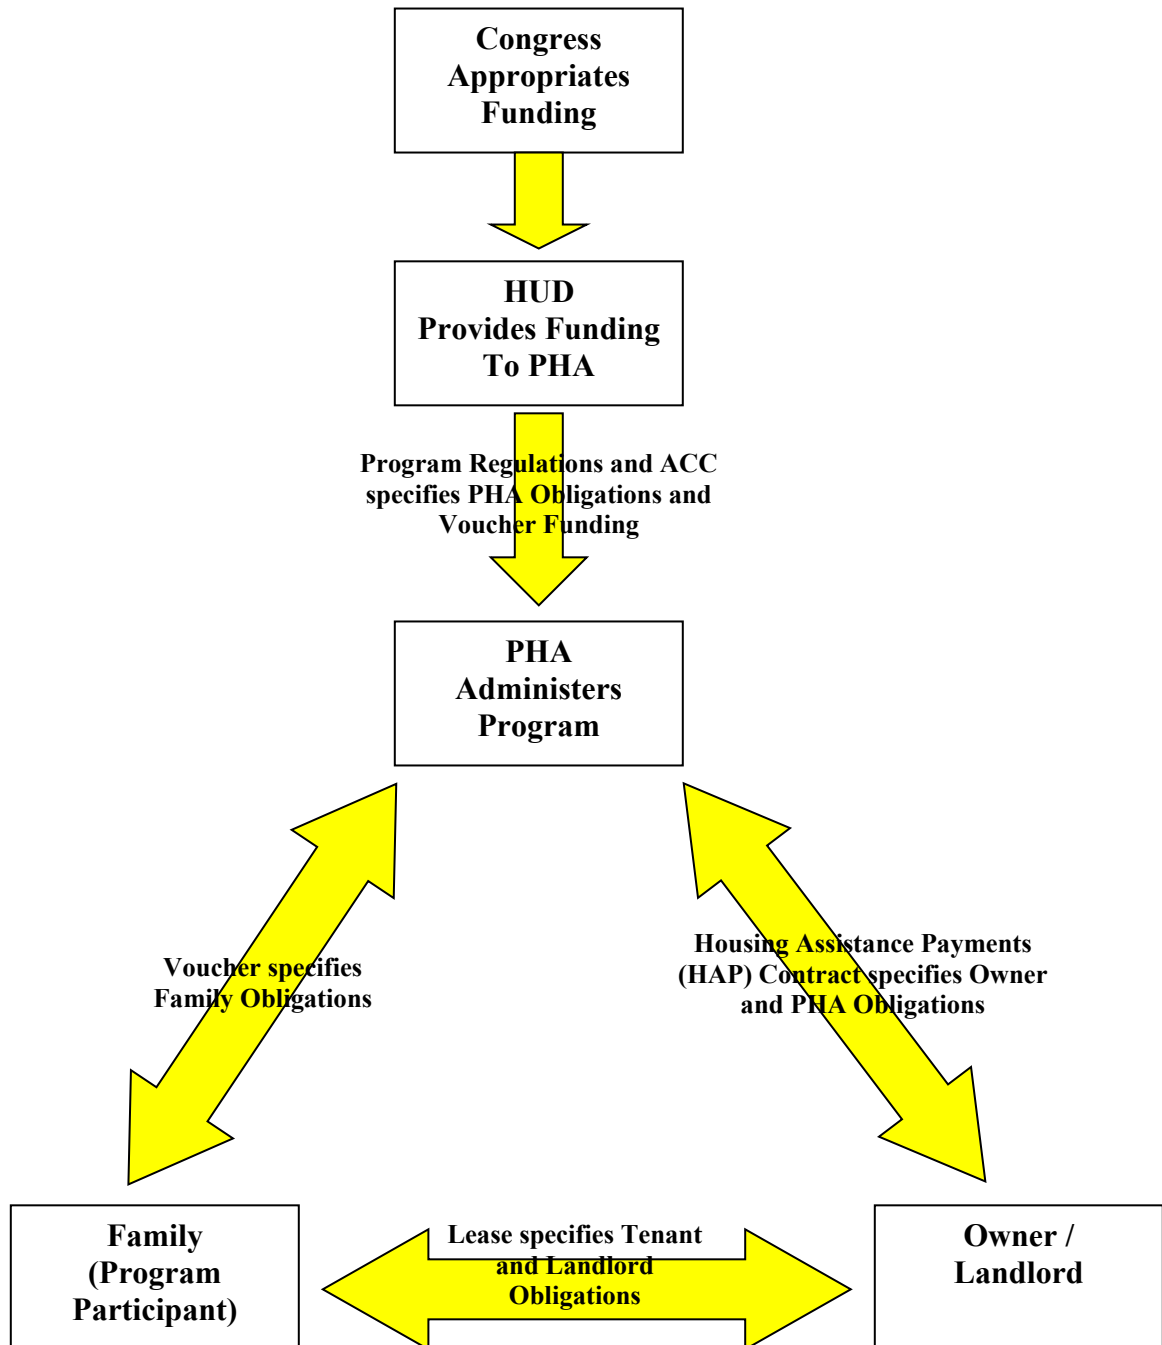 Congress
Appropriates
Funding
HUD
Provides Funding
To PHA
Program Regulations and ACC
specifies PHA Obligations and
Voucher Funding
PHA
Administers
Program
Voucher specifies
Family Obligations
Housing Assistance Payments
(HAP) Contract specifies Owner
and PHA Obligations
Family
(Program
Participant)
Lease specifies Tenant
and Landlord
Obligations
Owner /
Landlord